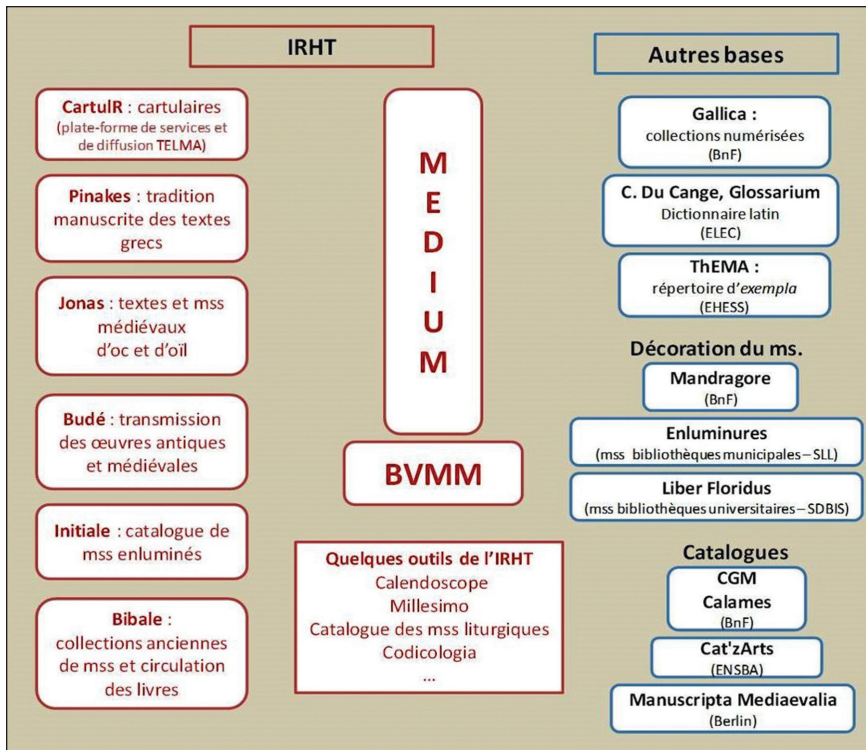 IRHT
CartulR : cartulaires
(plate-forme de services et
de diffusion TELMA)
Pinakes : tradition
manuscrite des textes
grecs
Jonas : textes et mss
médiévaux
d'oc et d'oïl
Budé : transmission
des œuvres antiques
et médiévales
Initiale : catalogue de
mss enluminés
Bibale :
collections anciennes
de mss et circulation
des livres
M
E
D
I
U
M
BVMM
Quelques outils de l'IRHT
Calendoscope
Millesimo
Catalogue des mss liturgiques
Codicologia
...
Autres bases
Gallica :
collections numérisées
(BnF)
C. Du Cange, Glossarium
Dictionnaire latin
(ELEC)
ThEMA :
répertoire d'exempla
(EHESS)
Décoration du ms.
Mandragore
(BnF)
Enluminures
(mss bibliothèques municipales – SLL)
Liber Floridus
(mss bibliothèques universitaires – SDBIS)
Catalogues
CGM
Calames
(BnF)
Cat'zArts
(ENSBA)
Manuscripta Mediaevalia
(Berlin)